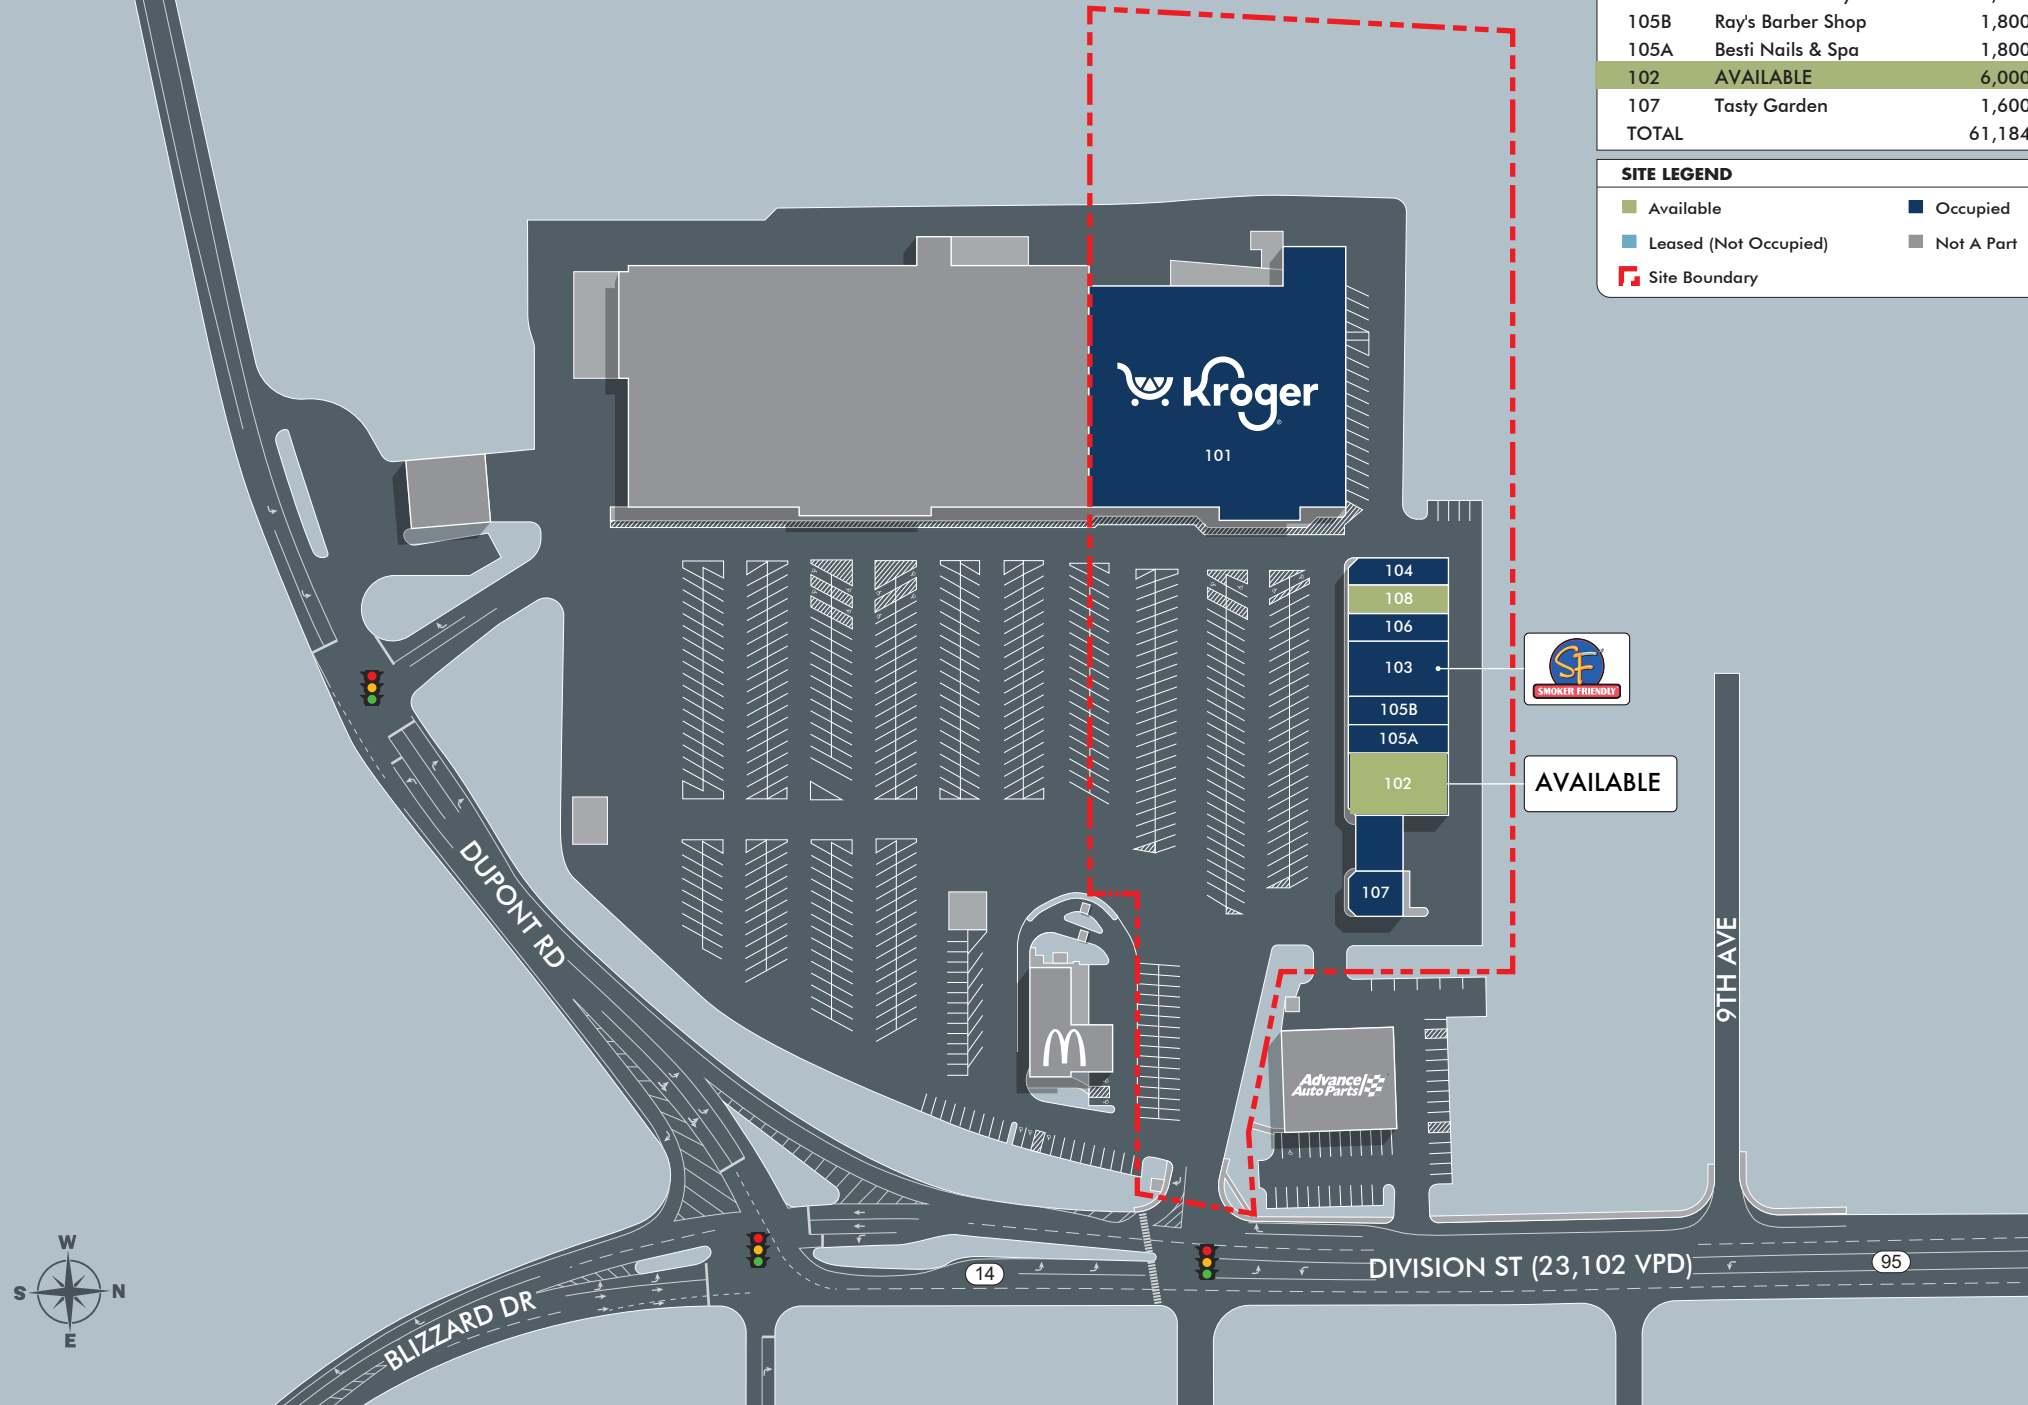 105B Ray's Barber Shop 1,800
105A Besti Nails & Spa 1,800
102 AVAILABLE 6,000
107 Tasty Garden 1,600
TOTAL 61,184
SITE LEGEND
Available
Occupied
Leased (Not Occupied)
Not A Part
Site Boundary
Kroger
101
104
108
106
103
105B
105A
102
107
SF
SMOKER FRIENDLY
AVAILABLE
DUPONT RD
9TH AVE
Advance
Auto Parts
DIVISION ST (23,102 VPD)
14
95
BLIZZARD DR
W
S
N
E